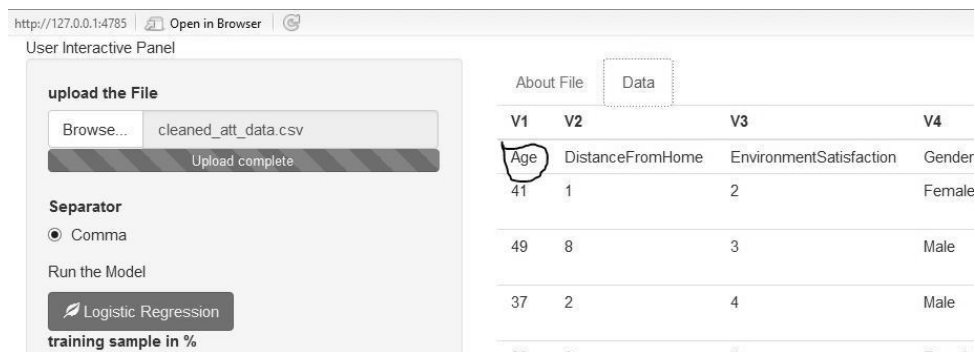 http://127.0.0.1:4785 Open in Browser
User Interactive Panel
upload the File
Browse... cleaned_att_data.csv
Upload complete
Separator
Comma
Run the Model
Logistic Regression
training sample in %
About File Data
V1 V2 V3 V4
Age DistanceFromHome EnvironmentSatisfaction Gender
41 1 2 Female
49 8 3 Male
37 2 4 Male